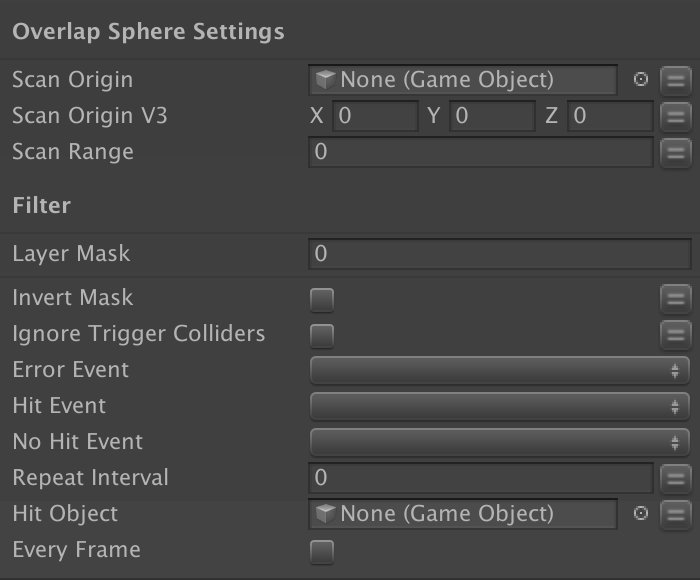 Overlap Sphere Settings
Scan Origin None (Game Object)
Scan Origin V3 X 0 Y 0 Z 0
Scan Range 0
Filter
Layer Mask 0
Invert Mask
Ignore Trigger Colliders
Error Event
Hit Event
No Hit Event
Repeat Interval 0
Hit Object None (Game Object)
Every Frame